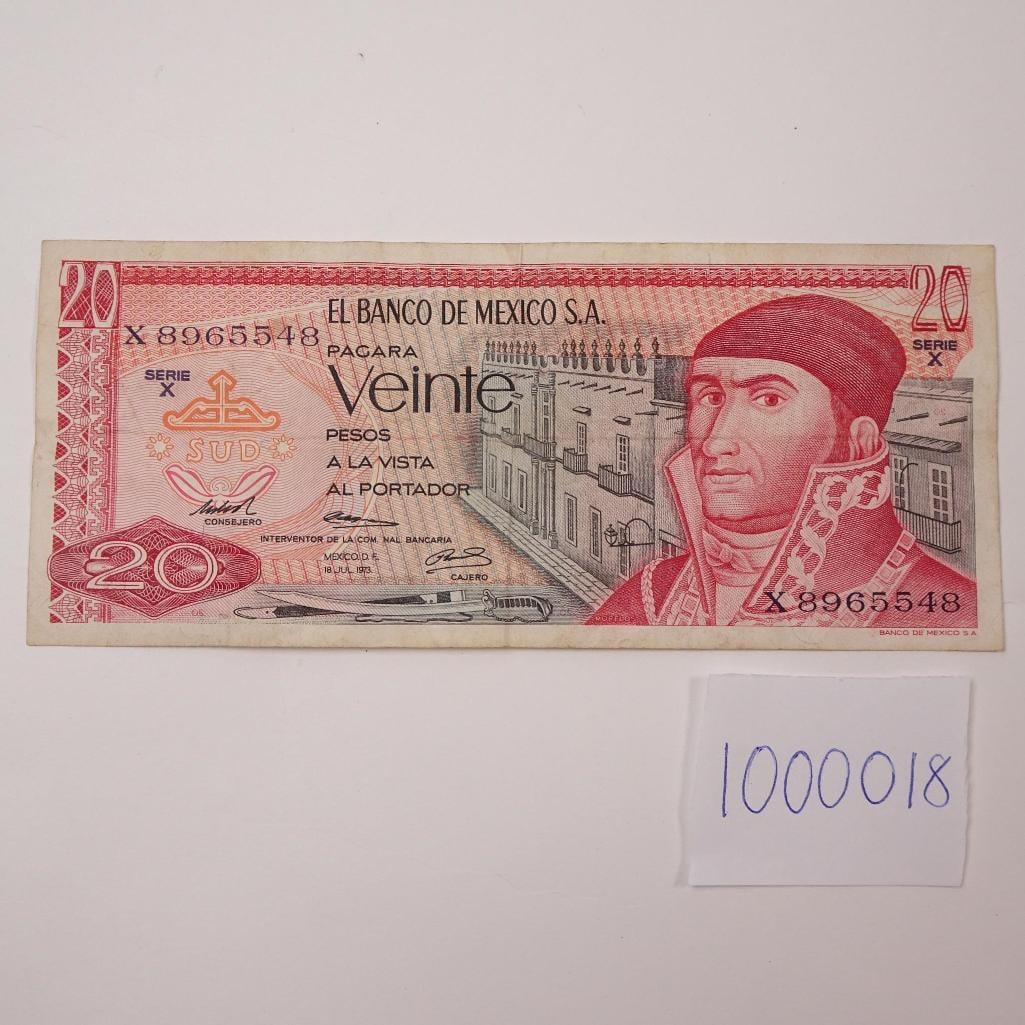 20
20
EL BANCO DE MEXICO S.A.
X 8965548
PAGARA
SERIE
X
SERIE
X
Veinte
PESOS
SUD
A LA VISTA
AL PORTADOR
CONSEJERO
INTERVENTOR DE LA COM. NAL BANCARIA
MEXICO, D. F.
18 JUL. 1973
CAJERO
20
X 8965548
MORELOS
BANCO DE MEXICO S A
1000018